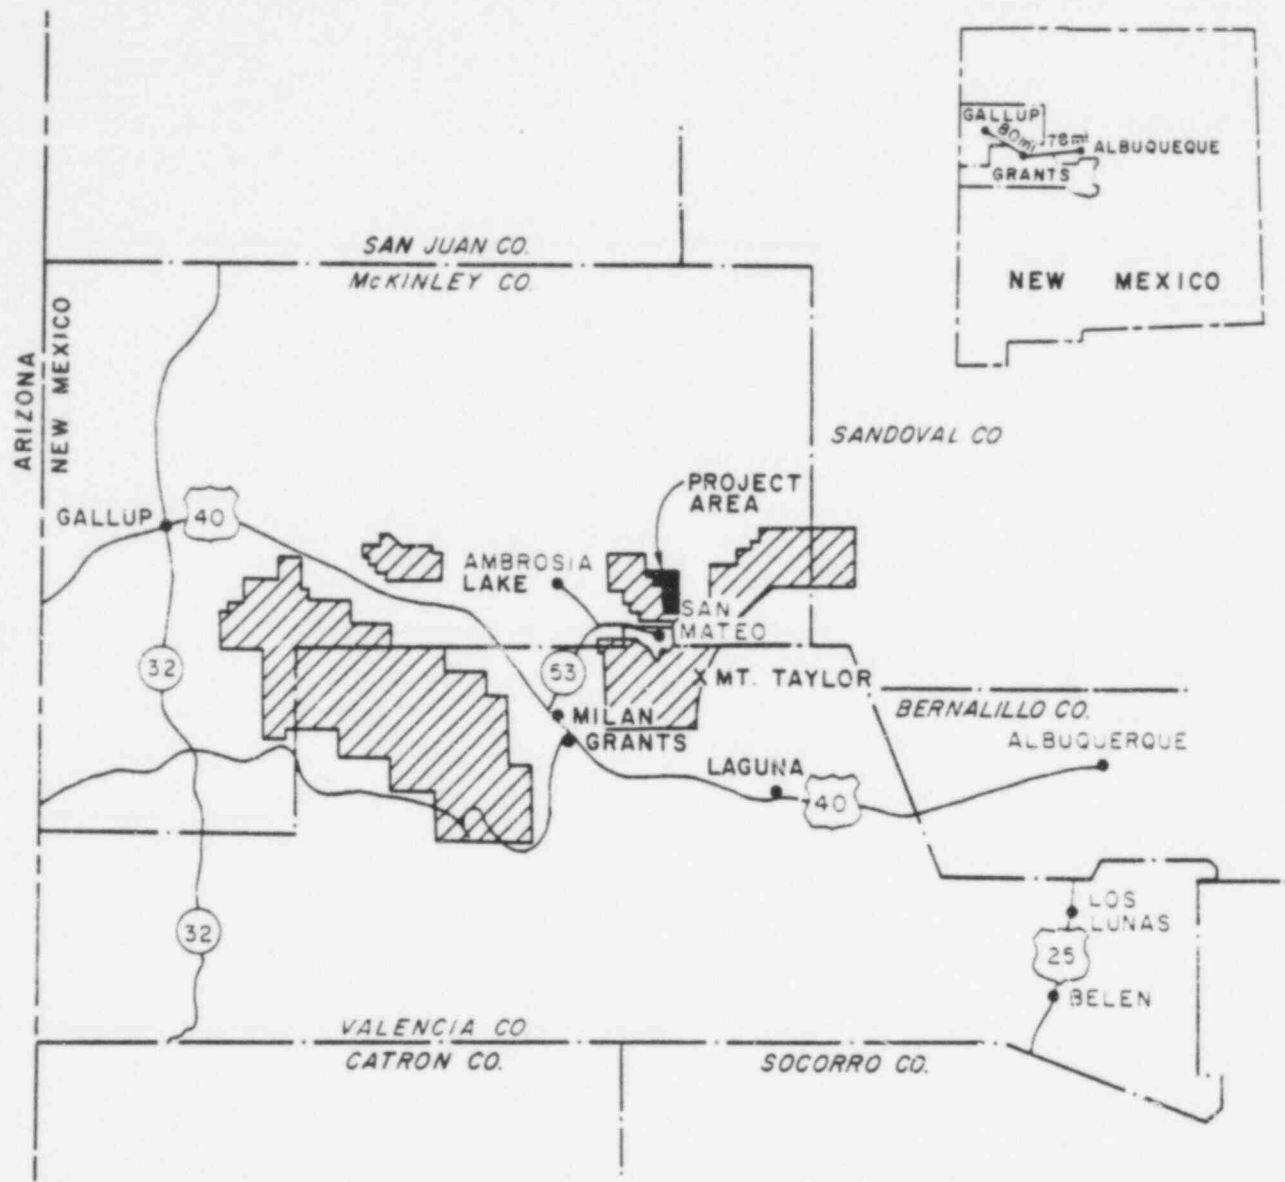 GALLUP
80mi
78mi
ALBUQUEQUE
GRANTS
NEW MEXICO
SAN JUAN CO.
McKINLEY CO.
ARIZONA
NEW MEXICO
SANDOVAL CO
PROJECT
AREA
GALLUP
40
AMBROSIA
LAKE
SAN
MATEO
32
53
X MT. TAYLOR
MILAN
GRANTS
BERNALILLO CO.
ALBUQUERQUE
LAGUNA
40
LOS
LUNAS
32
25
BELEN
VALENCIA CO
CATRON CO.
SOCORRO CO.